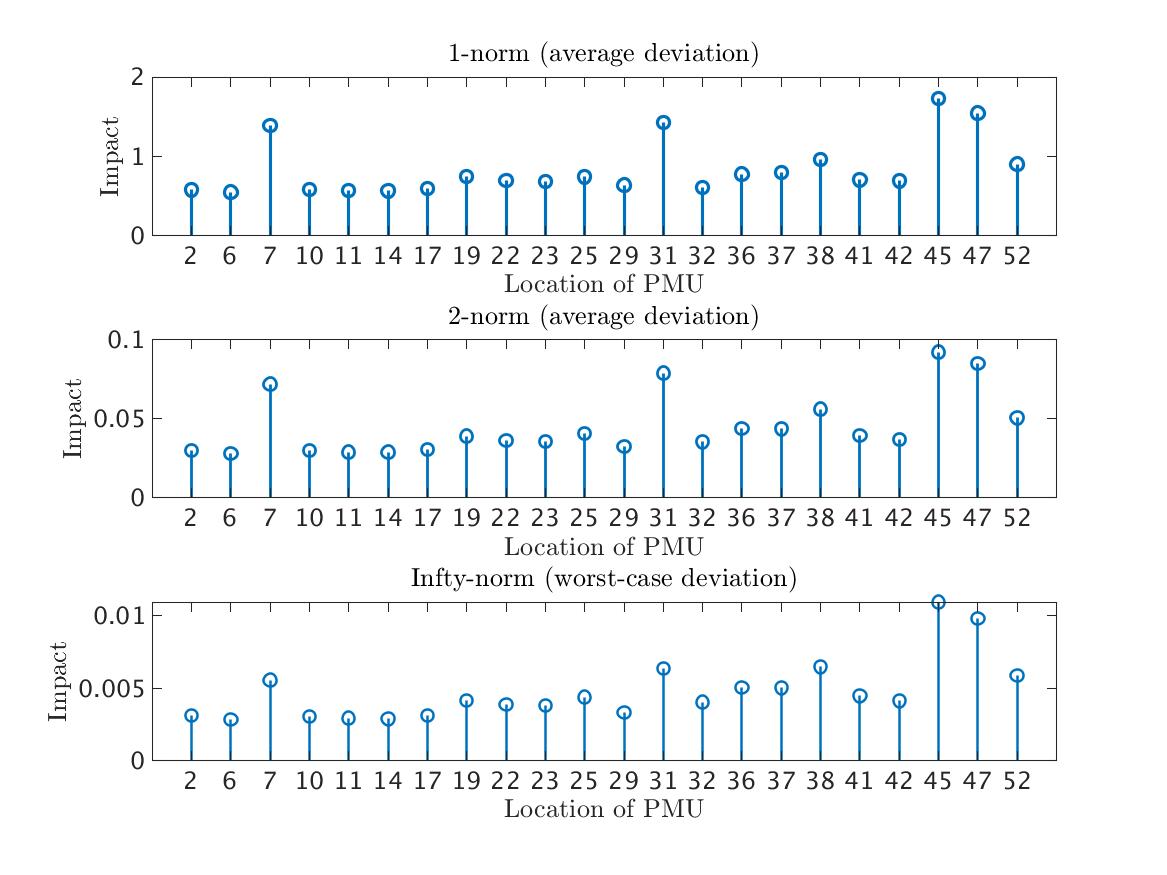 1-norm (average deviation)
2
1
0
Impact
2 6 7 10 11 14 17 19 22 23 25 29 31 32 36 37 38 41 42 45 47 52
Location of PMU
2-norm (average deviation)
0.1
0.05
0
Impact
2 6 7 10 11 14 17 19 22 23 25 29 31 32 36 37 38 41 42 45 47 52
Location of PMU
Infty-norm (worst-case deviation)
0.01
0.005
0
Impact
2 6 7 10 11 14 17 19 22 23 25 29 31 32 36 37 38 41 42 45 47 52
Location of PMU